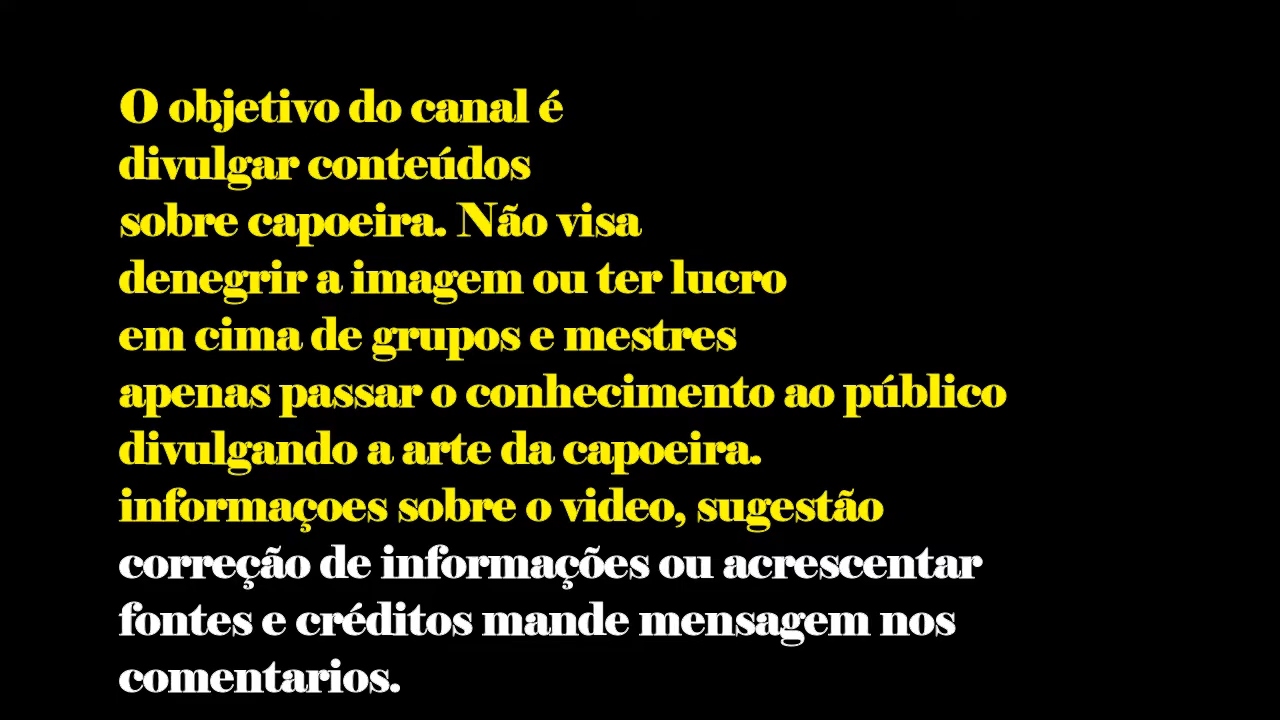 O objetivo do canal é
divulgar conteúdos
sobre capoeira. Não visa
denegrir a imagem ou ter lucro
em cima de grupos e mestres
apenas passar o conhecimento ao público
divulgando a arte da capoeira.
informaçoes sobre o video, sugestão
correção de informações ou acrescentar
fontes e créditos mande mensagem nos
comentarios.